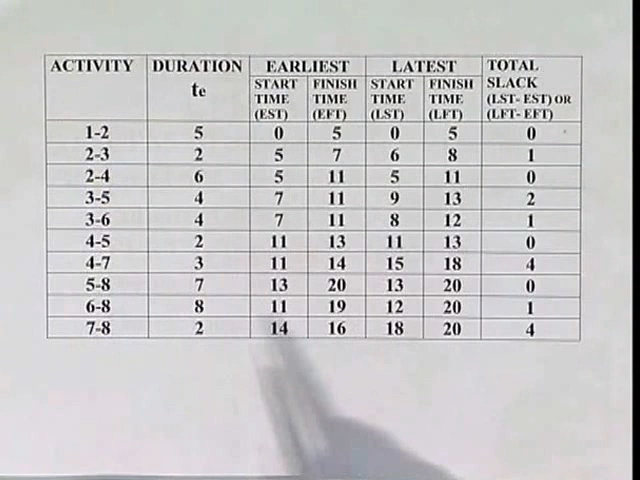 ACTIVITY DURATION te EARLIEST LATEST TOTAL SLACK (LST- EST) OR (LFT- EFT)
START TIME (EST) FINISH TIME (EFT) START TIME (LST) FINISH TIME (LFT)
1-2 5 0 5 0 5 0
2-3 2 5 7 6 8 1
2-4 6 5 11 5 11 0
3-5 4 7 11 9 13 2
3-6 4 7 11 8 12 1
4-5 2 11 13 11 13 0
4-7 3 11 14 15 18 4
5-8 7 13 20 13 20 0
6-8 8 11 19 12 20 1
7-8 2 14 16 18 20 4